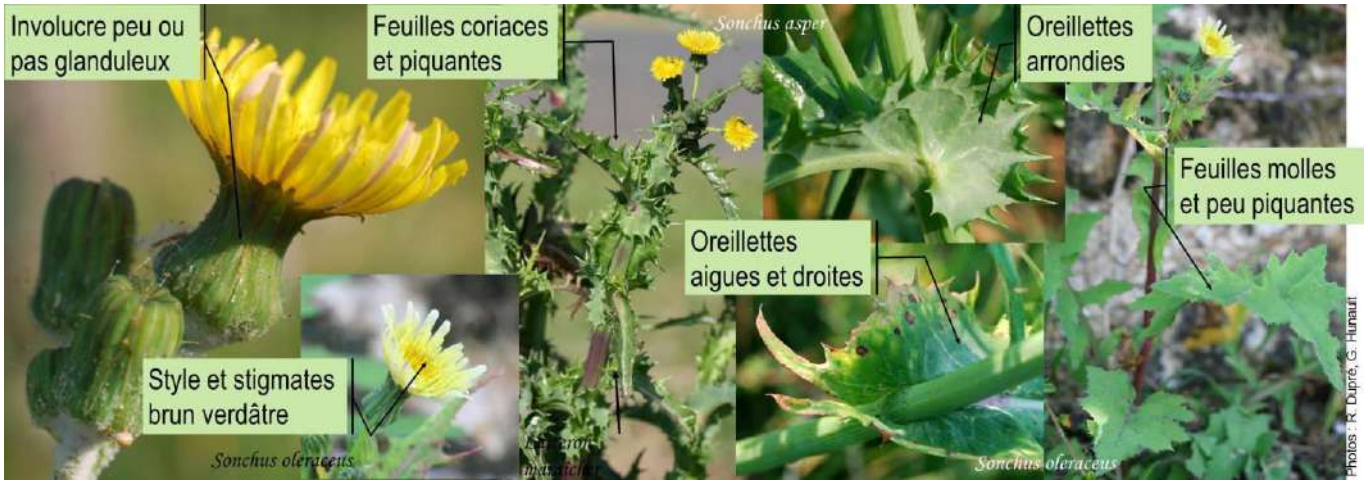 Involucre peu ou
pas glanduleux
Feuilles coriaces
et piquantes
Sonchus asper
Oreillettes
arrondies
Feuilles molles
et peu piquantes
Oreillettes
aigues et droites
Style et stigmates
brun verdâtre
Sonchus oleraceus
maraîcher
Sonchus oleraceus
Photos : R. Dupré, G. Hunault